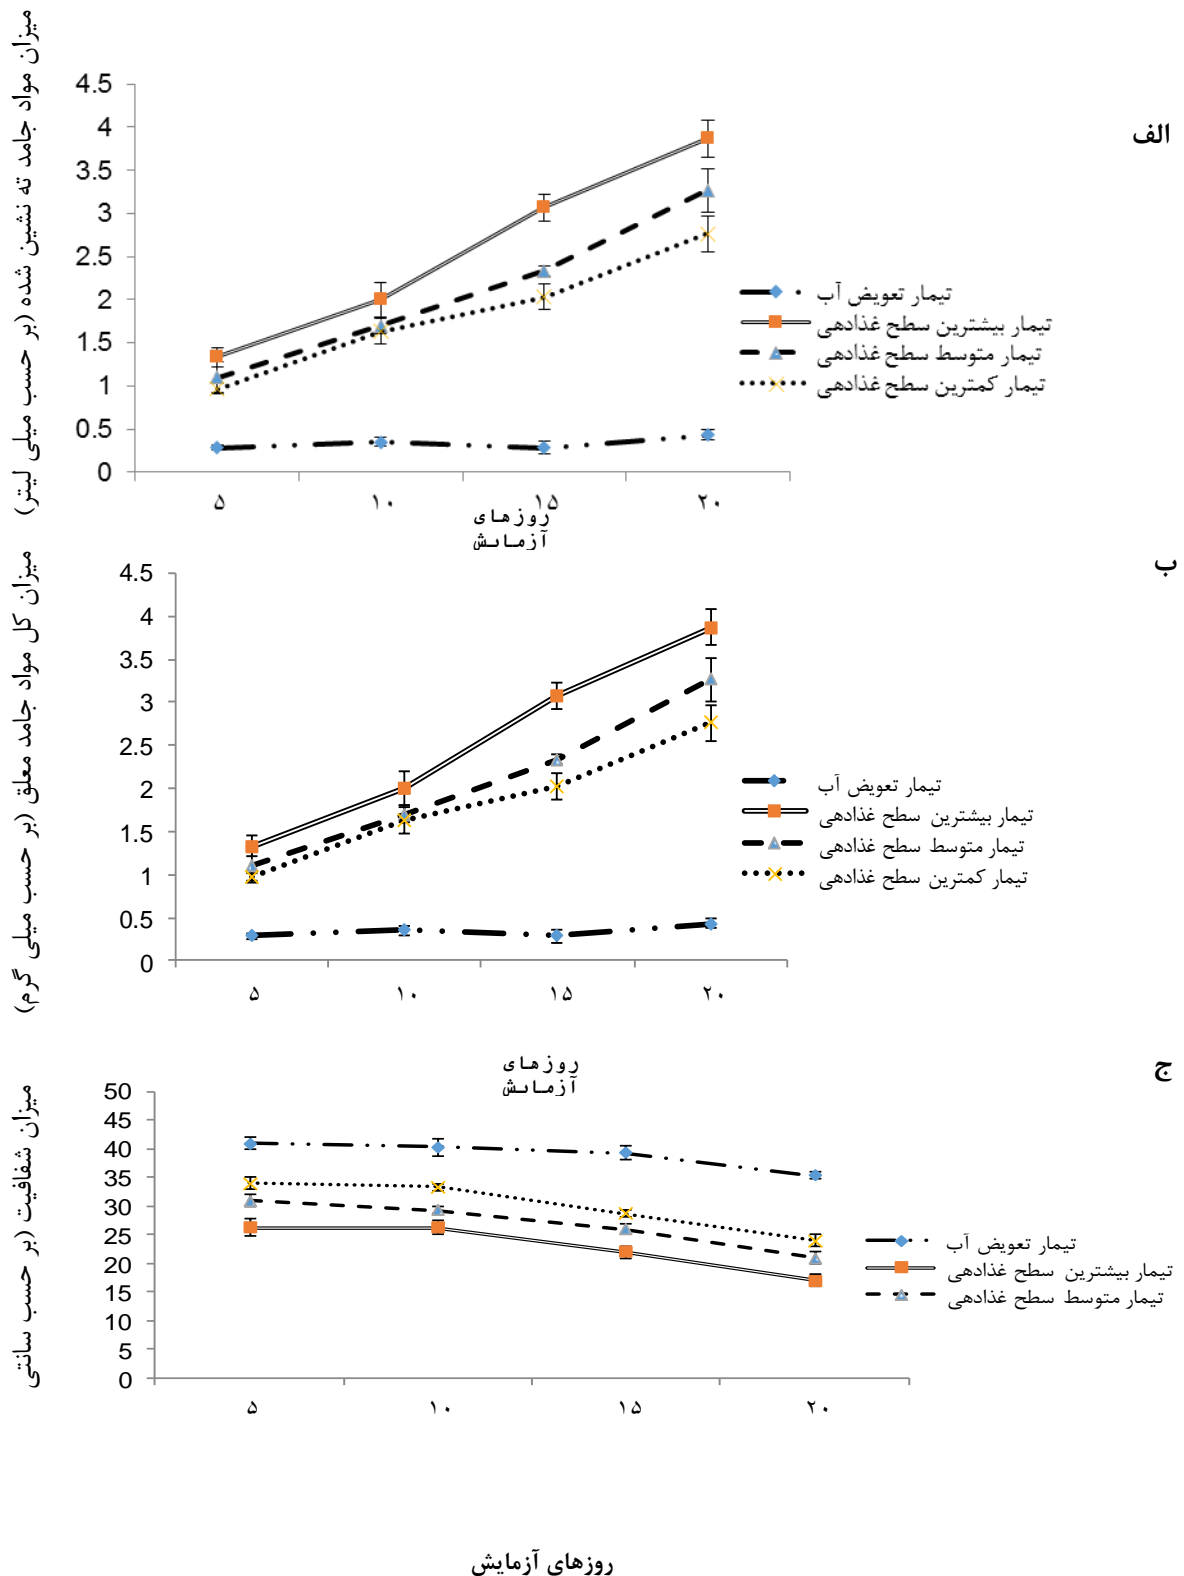 میزان مواد جامد ته نشین شده (بر حسب میلی لیتر)
الف
4.5
4
3.5
3
2.5
2
1.5
1
0.5
0
۵
۱۰
۱۵
۲۰
روزهای
آزمایش
تیمار تعویض آب
تیمار بیشترین سطح غذادهی
تیمار متوسط سطح غذادهی
تیمار کمترین سطح غذادهی
میزان کل مواد جامد معلق (بر حسب میلی گرم)
ب
4.5
4
3.5
3
2.5
2
1.5
1
0.5
0
۵
۱۰
۱۵
۲۰
تیمار تعویض آب
تیمار بیشترین سطح غذادهی
تیمار متوسط سطح غذادهی
تیمار کمترین سطح غذادهی
روزهای
آزمایش
میزان شفافیت (بر حسب سانتی
ج
50
45
40
35
30
25
20
15
10
5
0
۵
۱۰
۱۵
۲۰
تیمار تعویض آب
تیمار بیشترین سطح غذادهی
تیمار متوسط سطح غذادهی
روزهای آزمایش